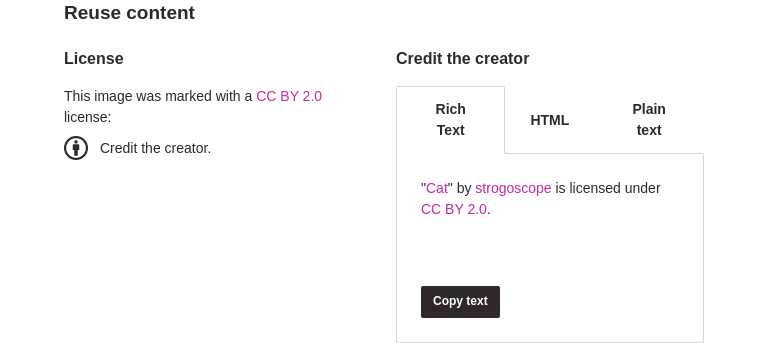 Reuse content
License
This image was marked with a CC BY 2.0
license:
Credit the creator.
Credit the creator
Rich
Text
HTML
Plain
text
"Cat" by strogoscope is licensed under
CC BY 2.0.
Copy text